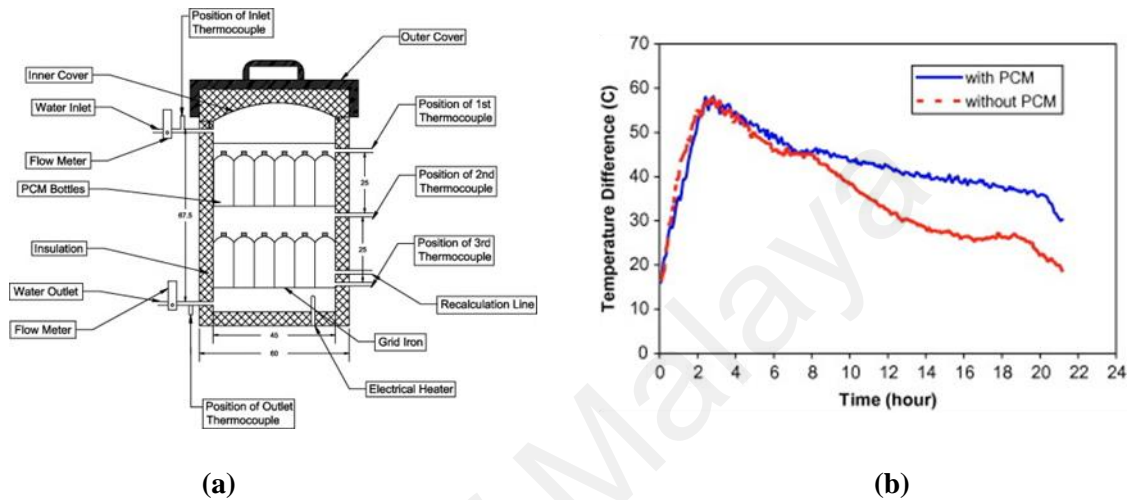 Position of Inlet
Thermocouple
Outer Cover
Inner Cover
Water Inlet
Position of 1st
Thermocouple
Flow Meter
PCM Bottles
25
Position of 2nd
Thermocouple
67.5
Insulation
25
Position of 3rd
Thermocouple
Water Outlet
Flow Meter
Recalculation Line
45
60
Grid Iron
Electrical Heater
Position of Outlet
Thermocouple
(a)
70
60
50
40
30
20
10
0
Temperature Difference (C)
with PCM
without PCM
0 2 4 6 8 10 12 14 16 18 20 22 24
Time (hour)
(b)
Malaya